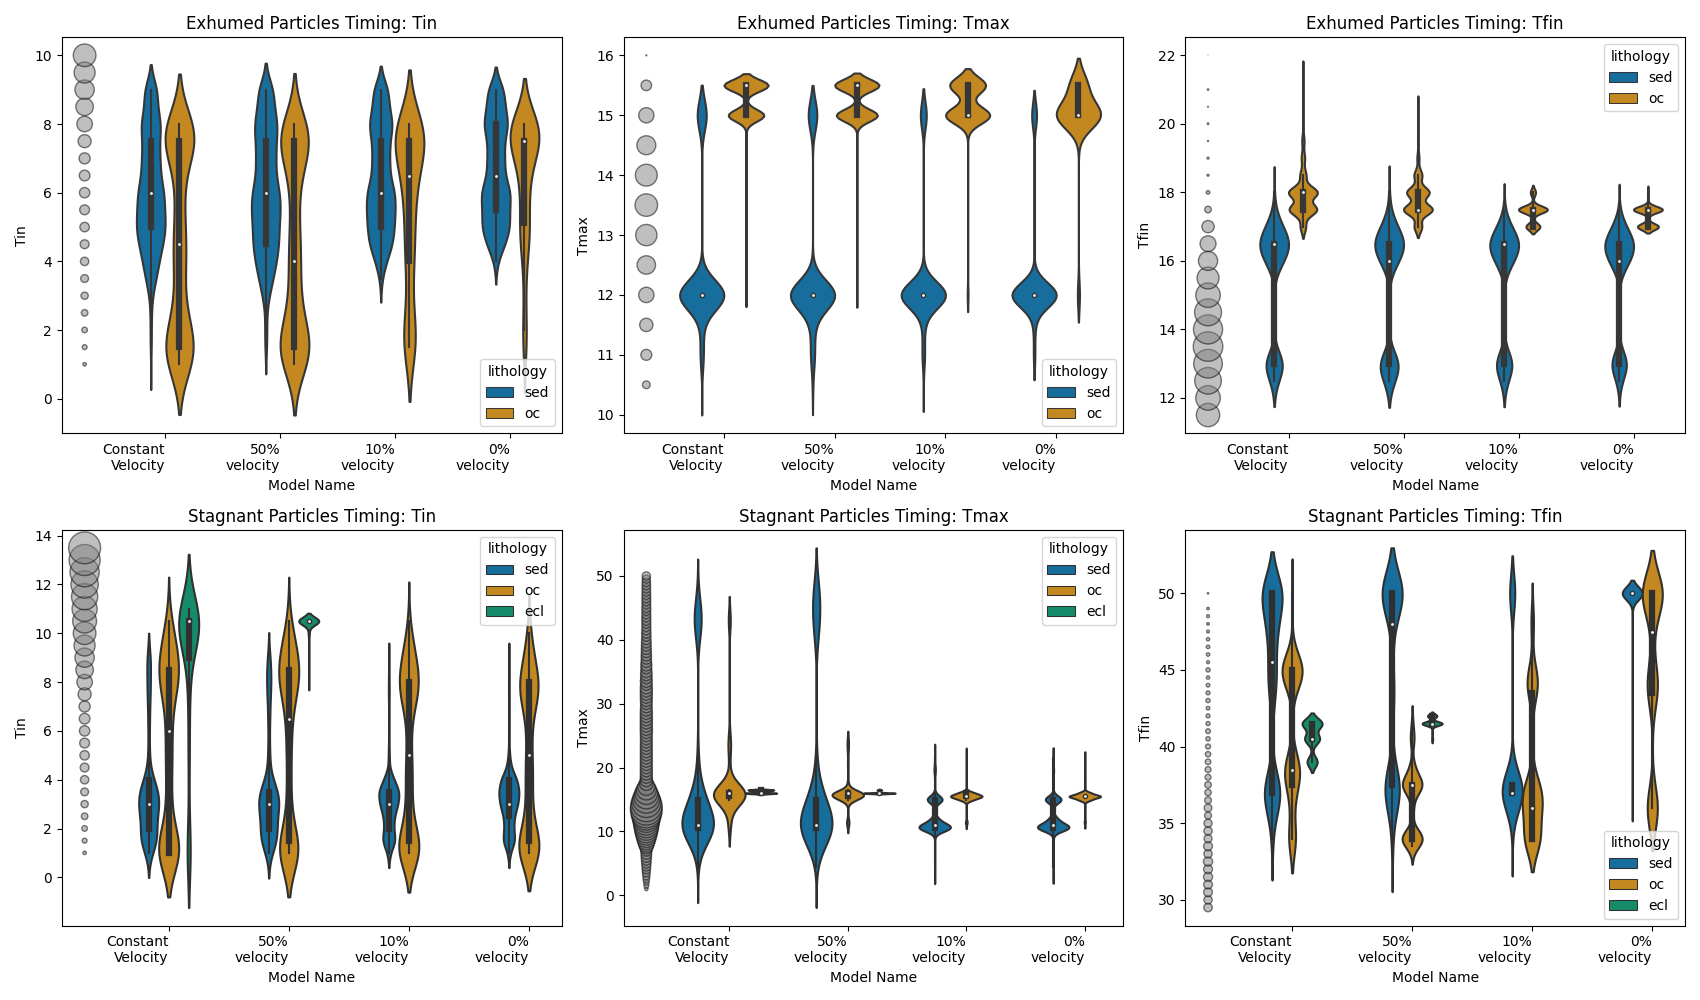 Exhumed Particles Timing: Tin
10
8
6
4
2
0
Tin
Constant
Velocity
50%
velocity
10%
velocity
0%
velocity
Model Name
lithology
sed
oc
Exhumed Particles Timing: Tmax
16
15
14
13
12
11
10
Tmax
Constant
Velocity
50%
velocity
10%
velocity
0%
velocity
Model Name
lithology
sed
oc
Exhumed Particles Timing: Tfin
22
20
18
16
14
12
Tfin
Constant
Velocity
50%
velocity
10%
velocity
0%
velocity
Model Name
lithology
sed
oc
Stagnant Particles Timing: Tin
14
12
10
8
6
4
2
0
Tin
Constant
Velocity
50%
velocity
10%
velocity
0%
velocity
Model Name
lithology
sed
oc
ecl
Stagnant Particles Timing: Tmax
50
40
30
20
10
0
Tmax
Constant
Velocity
50%
velocity
10%
velocity
0%
velocity
Model Name
lithology
sed
oc
ecl
Stagnant Particles Timing: Tfin
50
45
40
35
30
Tfin
Constant
Velocity
50%
velocity
10%
velocity
0%
velocity
Model Name
lithology
sed
oc
ecl